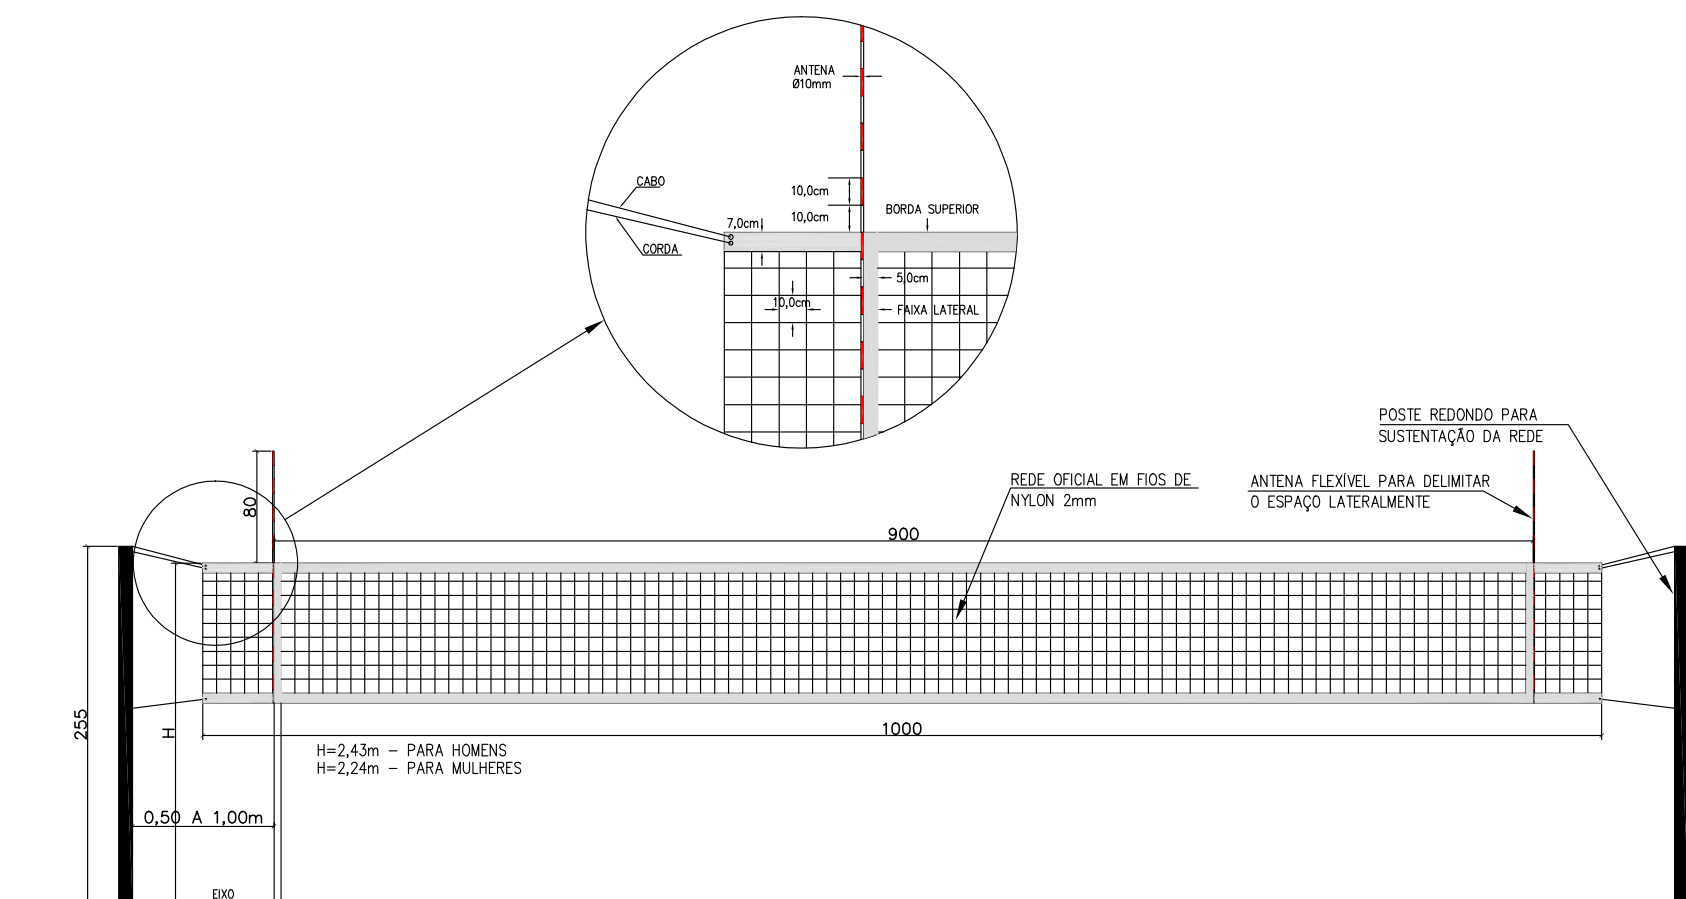 ANTENA
Ø10mm
CABO
10,0cm
10,0cm
BORDA SUPERIOR
7,0cm
CORDA
5,0cm
10,0cm
FAIXA LATERAL
POSTE REDONDO PARA
SUSTENTAÇÃO DA REDE
REDE OFICIAL EM FIOS DE
NYLON 2mm
ANTENA FLEXÍVEL PARA DELIMITAR
O ESPAÇO LATERALMENTE
80
900
255
H
1000
H=2,43m - PARA HOMENS
H=2,24m - PARA MULHERES
0,50 A 1,00m
EIXO